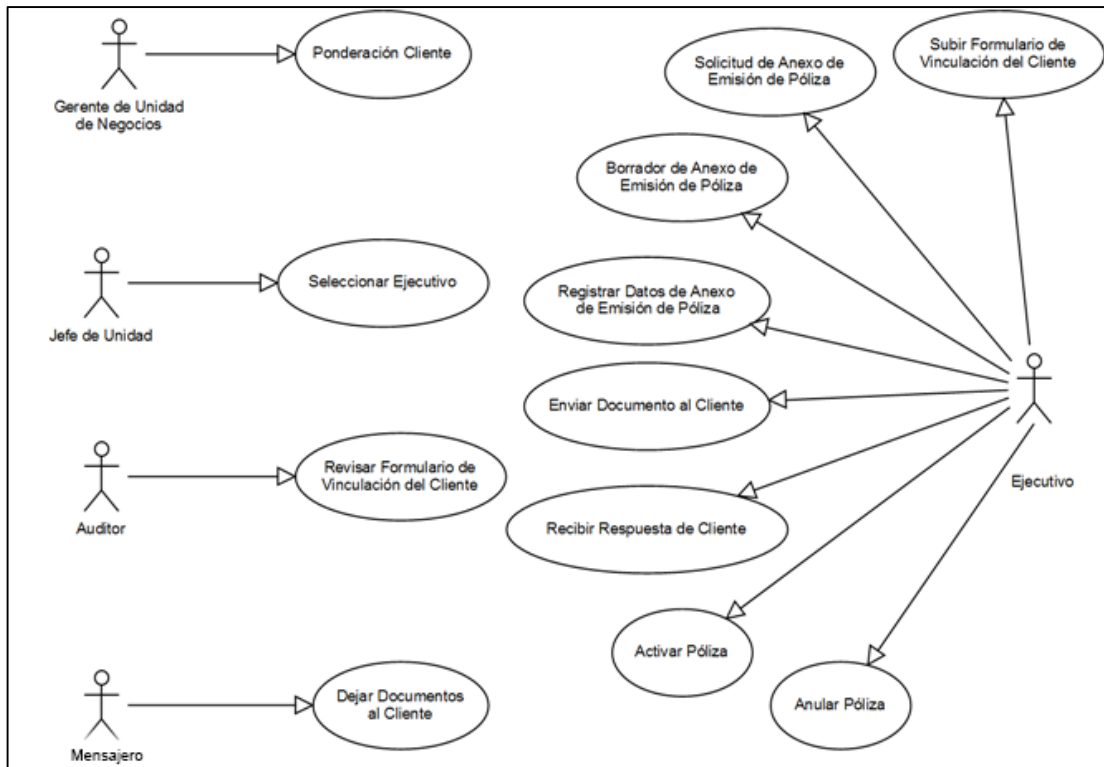 Ponderación Cliente
Gerente de Unidad
de Negocios
Seleccionar Ejecutivo
Jefe de Unidad
Revisar Formulario de
Vinculación del Cliente
Auditor
Dejar Documentos
al Cliente
Mensajero
Subir Formulario de
Vinculación del Cliente
Solicitud de Anexo de
Emisión de Póliza
Borrador de Anexo de
Emisión de Póliza
Registrar Datos de Anexo
de Emisión de Póliza
Enviar Documento al Cliente
Recibir Respuesta de Cliente
Activar Póliza
Anular Póliza
Ejecutivo